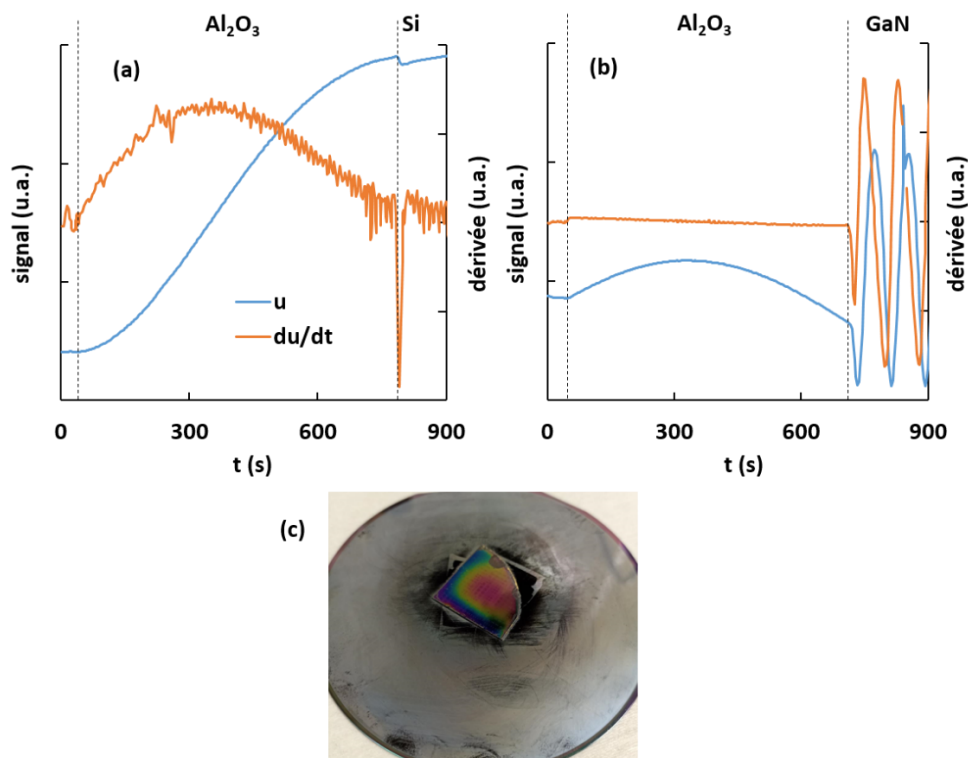 Al₂O₃ Si
(a)
signal (u.a.)
dérivée (u.a.)
u
du/dt
0 300 600 900
t (s)
Al₂O₃ GaN
(b)
signal (u.a.)
dérivée (u.a.)
0 300 600 900
t (s)
(c)